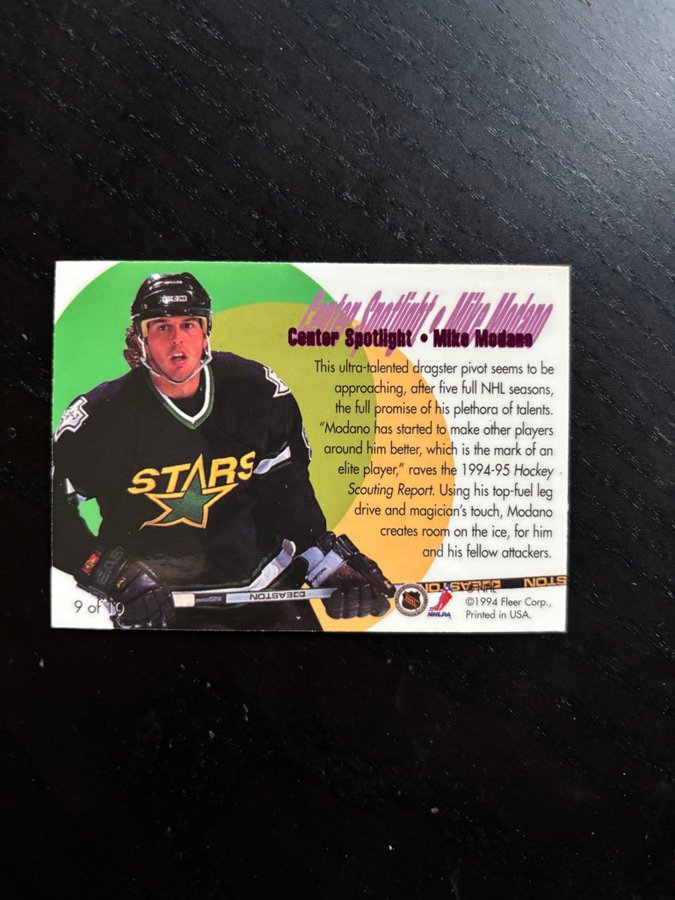 Center Spotlight • Mike Modano
Center Spotlight • Mike Modano
This ultra-talented dragster pivot seems to be
approaching, after five full NHL seasons,
the full promise of his plethora of talents.
"Modano has started to make other players
around him better, which is the mark of an
elite player," raves the 1994-95 Hockey
Scouting Report. Using his top-fuel leg
drive and magician's touch, Modano
creates room on the ice, for him
and his fellow attackers.
STARS
EASTON
EASTON
9 of 10
NHLPA
© NHL
©1994 Fleer Corp.,
Printed in USA.